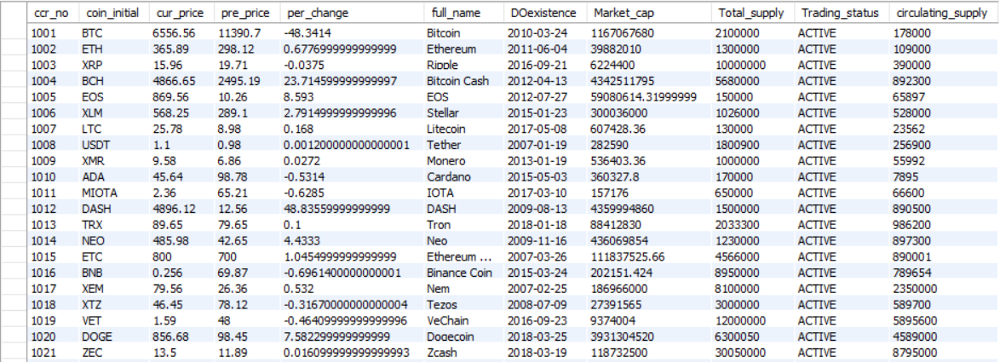 ccr_no coin_initial cur_price pre_price per_change full_name DOexistence Market_cap Total_supply Trading_status circulating_supply
1001 BTC 6556.56 11390.7 -48.3414 Bitcoin 2010-03-24 1167067680 2100000 ACTIVE 178000
1002 ETH 365.89 298.12 0.6776999999999999 Ethereum 2011-06-04 39882010 1300000 ACTIVE 109000
1003 XRP 15.96 19.71 -0.0375 Ripple 2016-09-21 6224400 10000000 ACTIVE 390000
1004 BCH 4866.65 2495.19 23.714599999999997 Bitcoin Cash 2012-04-13 4342511795 5680000 ACTIVE 892300
1005 EOS 869.56 10.26 8.593 EOS 2012-07-27 59080614.31999999 150000 ACTIVE 65897
1006 XLM 568.25 289.1 2.7914999999999996 Stellar 2015-01-23 300036000 1026000 ACTIVE 528000
1007 LTC 25.78 8.98 0.168 Litecoin 2017-05-08 607428.36 130000 ACTIVE 23562
1008 USDT 1.1 0.98 0.001200000000000001 Tether 2007-01-19 282590 1800900 ACTIVE 256900
1009 XMR 9.58 6.86 0.0272 Monero 2013-01-19 536403.36 1000000 ACTIVE 55992
1010 ADA 45.64 98.78 -0.5314 Cardano 2015-05-03 360327.8 170000 ACTIVE 7895
1011 MIOTA 2.36 65.21 -0.6285 IOTA 2017-03-10 157176 650000 ACTIVE 66600
1012 DASH 4896.12 12.56 48.83559999999999 DASH 2009-08-13 4359994860 1500000 ACTIVE 890500
1013 TRX 89.65 79.65 0.1 Tron 2018-01-18 88412830 2033300 ACTIVE 986200
1014 NEO 485.98 42.65 4.4333 Neo 2009-11-16 436069854 1230000 ACTIVE 897300
1015 ETC 800 700 1.0454999999999999 Ethereum ... 2007-03-26 111837525.66 4566000 ACTIVE 890001
1016 BNB 0.256 69.87 -0.6961400000000001 Binance Coin 2015-03-24 202151.424 8950000 ACTIVE 789654
1017 XEM 79.56 26.36 0.532 Nem 2007-02-25 186966000 8100000 ACTIVE 2350000
1018 XTZ 46.45 78.12 -0.31670000000000004 Tezos 2008-07-09 27391565 3000000 ACTIVE 589700
1019 VET 1.59 48 -0.46409999999999996 VeChain 2016-09-23 9374004 12000000 ACTIVE 5895600
1020 DOGE 856.68 98.45 7.582299999999999 Dogecoin 2018-03-25 3931304520 6300050 ACTIVE 4589000
1021 ZEC 13.5 11.89 0.016099999999999993 Zcash 2018-03-19 118732500 30050000 ACTIVE 8795000